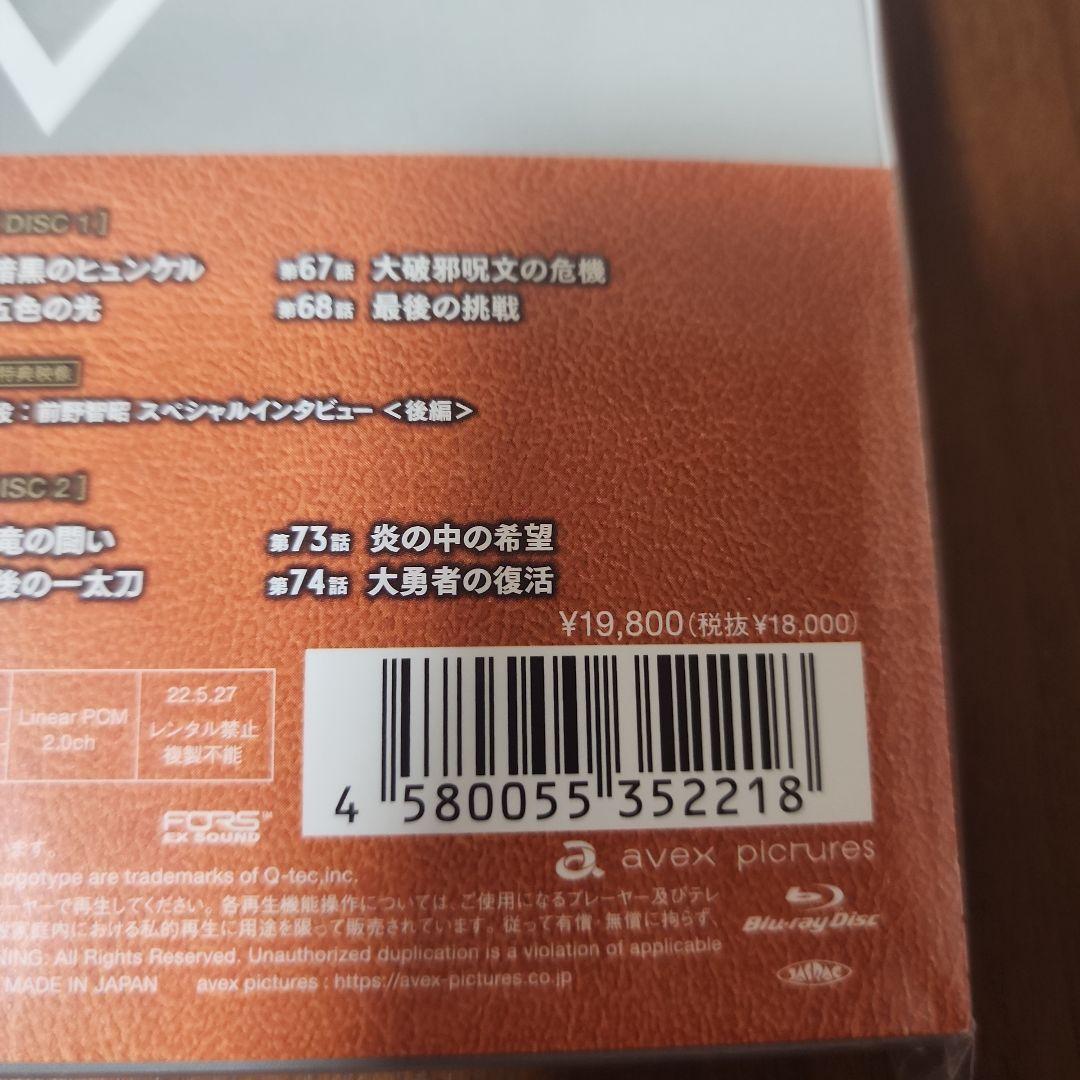 DISC 1]
暗黒のヒュンケル 第67話 大破邪呪文の危機
五色の光 第68話 最後の挑戦
特典映像
役：前野智昭 スペシャルインタビュー ＜後編＞
DISC 2]
竜の闘い 第73話 炎の中の希望
後の一太刀 第74話 大勇者の復活
¥19,800（税抜¥18,000）
Linear PCM
2.0ch
22.5.27
レンタル禁止
複製不能
4 580055 352218
FORS™
EX SOUND
avex pictures
ます。
ogotype are trademarks of Q-tec,inc.
ーヤーで再生してください。各再生機能操作については、ご使用になるプレーヤー及びテレ
家庭内における私的再生に用途を限って販売されています。従って有償・無償に拘らず、
NING: All Rights Reserved. Unauthorized duplication is a violation of applicable
MADE IN JAPAN avex pictures : https://avex-pictures.co.jp
Blu-ray Disc
JASRAC